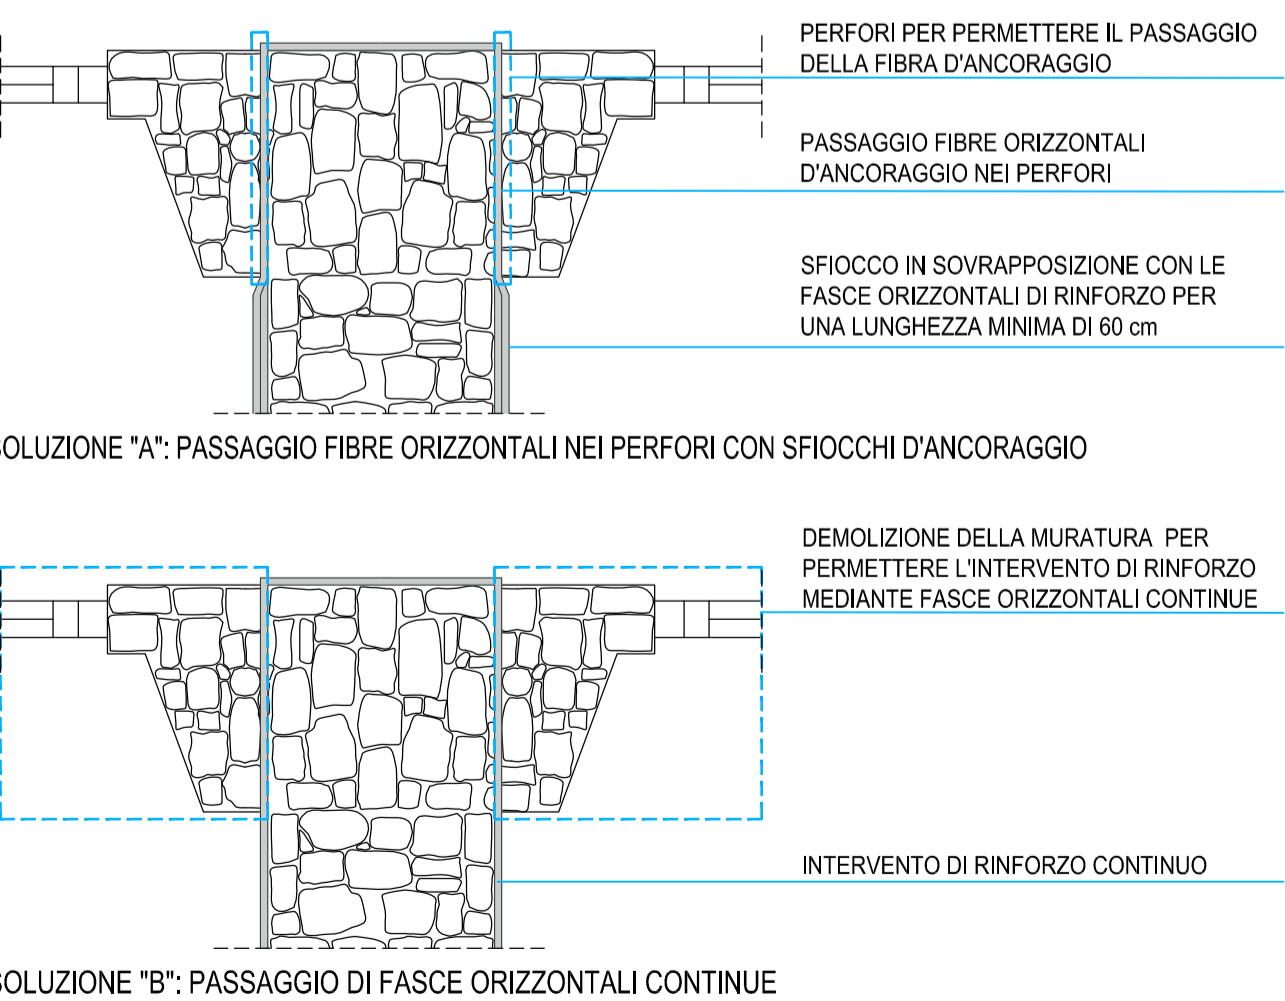 PERFORI PER PERMETTERE IL PASSAGGIO
DELLA FIBRA D'ANCORAGGIO
PASSAGGIO FIBRE ORIZZONTALI
D'ANCORAGGIO NEI PERFORI
SFIOCCO IN SOVRAPPOSIZIONE CON LE
FASCE ORIZZONTALI DI RINFORZO PER
UNA LUNGHEZZA MINIMA DI 60 cm
SOLUZIONE "A": PASSAGGIO FIBRE ORIZZONTALI NEI PERFORI CON SFIOCCHI D'ANCORAGGIO
DEMOLIZIONE DELLA MURATURA PER
PERMETTERE L'INTERVENTO DI RINFORZO
MEDIANTE FASCE ORIZZONTALI CONTINUE
INTERVENTO DI RINFORZO CONTINUO
SOLUZIONE "B": PASSAGGIO DI FASCE ORIZZONTALI CONTINUE